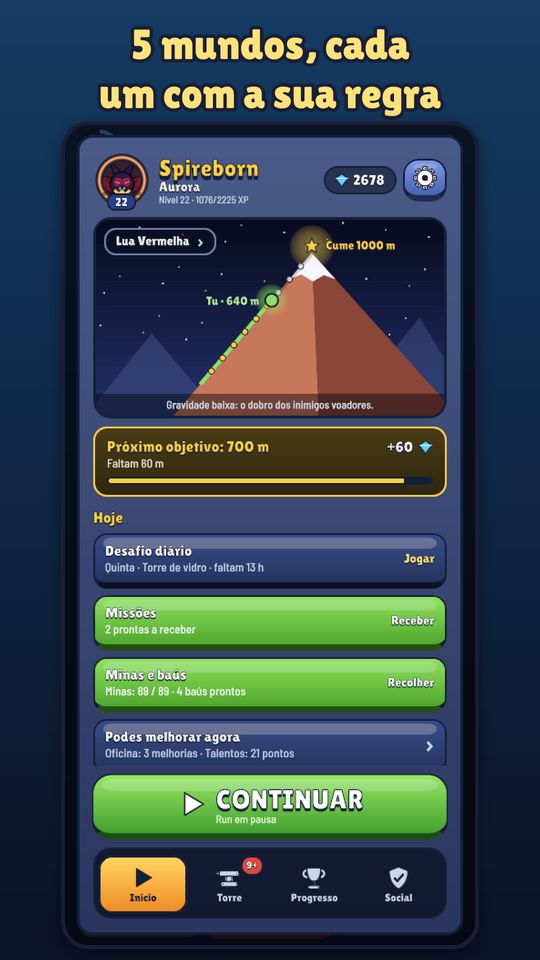 5 mundos, cada
um com a sua regra
Spireborn
Aurora
Nível 22 · 1076/2225 XP
22
2678
Lua Vermelha ›
Cume 1000 m
Tu · 640 m
Gravidade baixa: o dobro dos inimigos voadores.
Próximo objetivo: 700 m
+60
Faltam 60 m
Hoje
Desafio diário
Quinta · Torre de vidro · faltam 13 h
Jogar
Missões
2 prontas a receber
Receber
Minas e baús
Minas: 89 / 89 · 4 baús prontos
Recolher
Podes melhorar agora
Oficina: 3 melhorias · Talentos: 21 pontos
›
CONTINUAR
Run em pausa
9+
Início
Torre
Progresso
Social